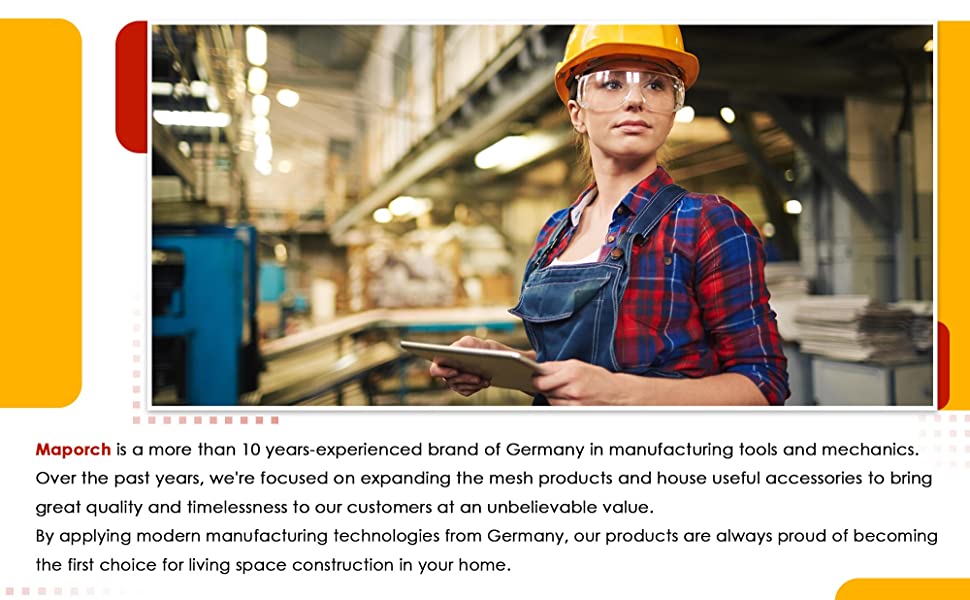 Maporch is a more than 10 years-experienced brand of Germany in manufacturing tools and mechanics.
Over the past years, we're focused on expanding the mesh products and house useful accessories to bring
great quality and timelessness to our customers at an unbelievable value.
By applying modern manufacturing technologies from Germany, our products are always proud of becoming
the first choice for living space construction in your home.